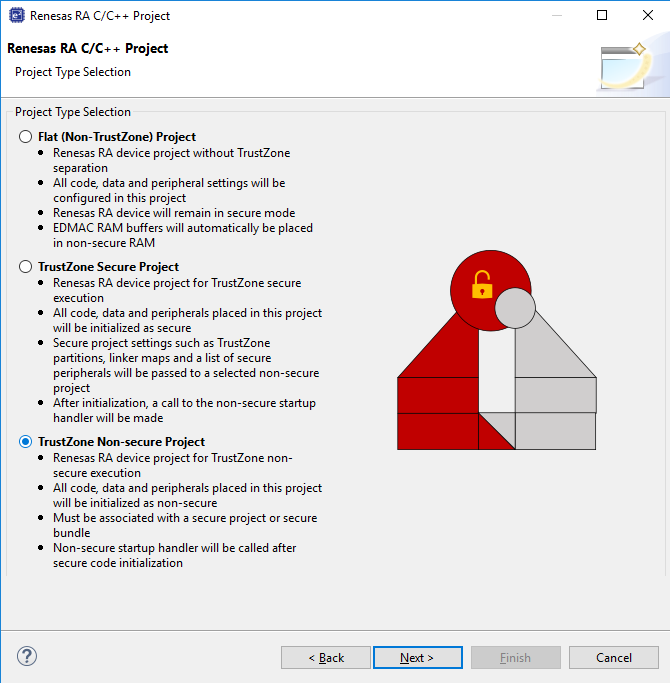 Renesas RA C/C++ Project
Renesas RA C/C++ Project
Project Type Selection
Project Type Selection
Flat (Non-TrustZone) Project
• Renesas RA device project without TrustZone
separation
• All code, data and peripheral settings will be
configured in this project
• Renesas RA device will remain in secure mode
• EDMAC RAM buffers will automatically be placed
in non-secure RAM
TrustZone Secure Project
• Renesas RA device project for TrustZone secure
execution
• All code, data and peripherals placed in this project
will be initialized as secure
• Secure project settings such as TrustZone
partitions, linker maps and a list of secure
peripherals will be passed to a selected non-secure
project
• After initialization, a call to the non-secure startup
handler will be made
TrustZone Non-secure Project
• Renesas RA device project for TrustZone non-
secure execution
• All code, data and peripherals placed in this project
will be initialized as non-secure
• Must be associated with a secure project or secure
bundle
• Non-secure startup handler will be called after
secure code initialization
?
< Back
Next >
Finish
Cancel